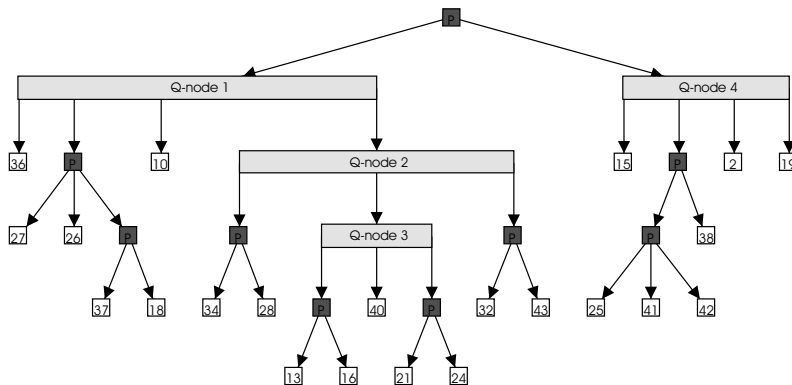 P
Q-node 1 Q-node 4
36 P 10 Q-node 2 15 P 2 19
27 26 P P Q-node 3 P P 38
37 18 34 28 P 40 P 32 43 25 41 42
13 16 21 24